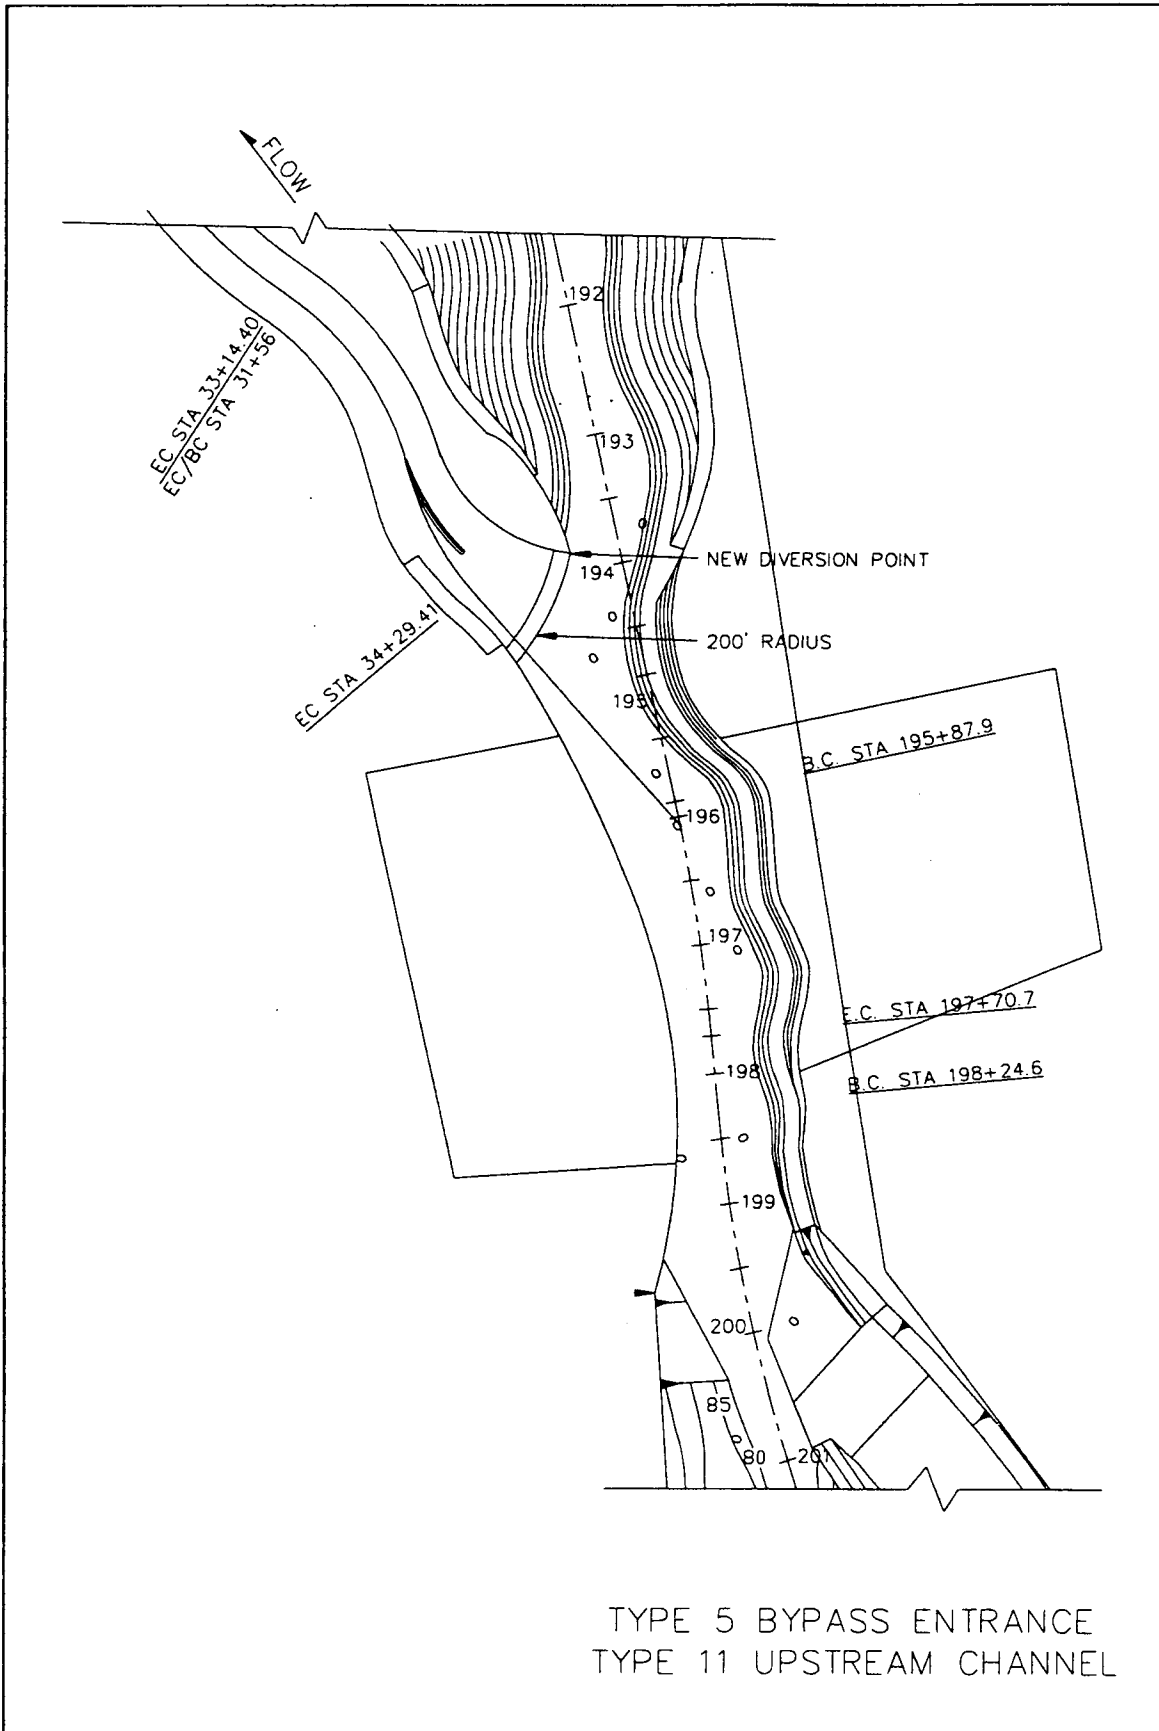 FLOW
192
EC STA 33+14.40
EC/BC STA 31+56
193
NEW DIVERSION POINT
194
EC STA 34+29.41
200' RADIUS
195
B.C. STA 195+87.9
196
197
E.C. STA 197+70.7
198
B.C. STA 198+24.6
199
200
85
80
201
TYPE 5 BYPASS ENTRANCE
TYPE 11 UPSTREAM CHANNEL